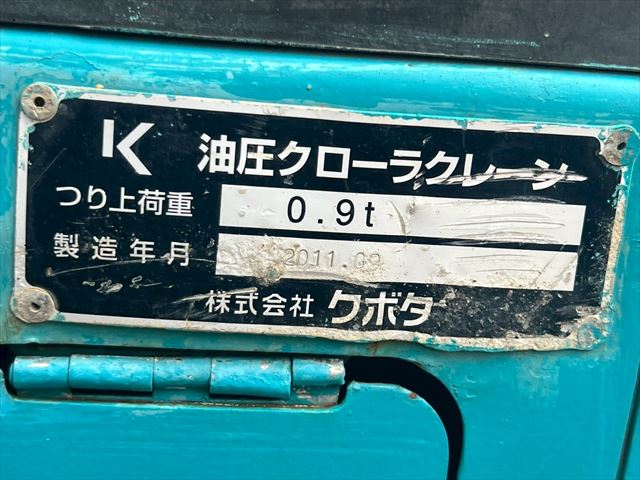 K 油圧クローラクレーン
つり上荷重 0.9t
製造年月 2011.09
株式会社 クボタ